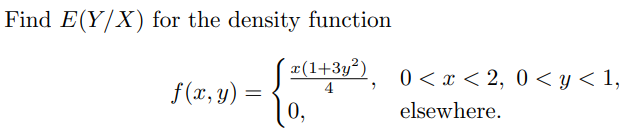 Find E(Y/X) for the density function
f(x, y) = { x(1+3y²)/4, 0 < x < 2, 0 < y < 1,
0, elsewhere.